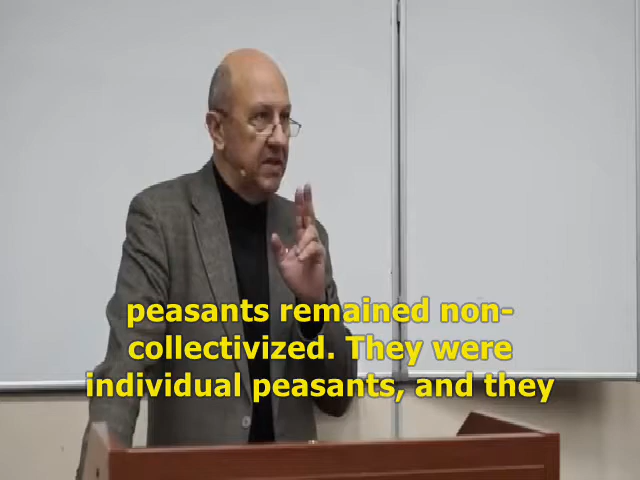 peasants remained non-
collectivized. They were
individual peasants, and they